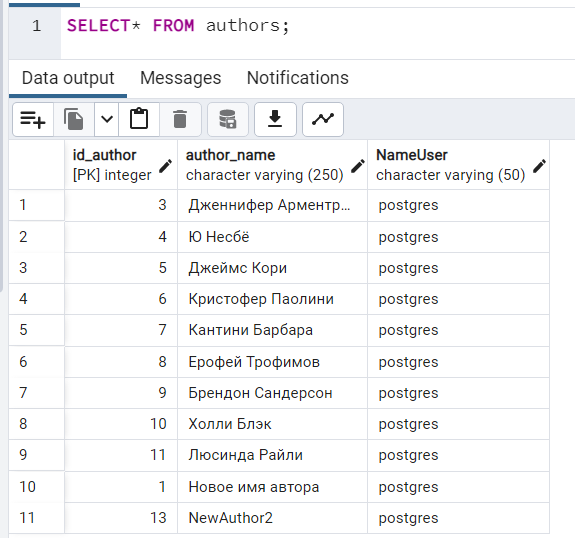 1 SELECT* FROM authors;
Data output Messages Notifications
id_author author_name NameUser
[PK] integer character varying (250) character varying (50)
1 3 Дженнифер Арментр... postgres
2 4 Ю Несбё postgres
3 5 Джеймс Кори postgres
4 6 Кристофер Паолини postgres
5 7 Кантини Барбара postgres
6 8 Ерофей Трофимов postgres
7 9 Брендон Сандерсон postgres
8 10 Холли Блэк postgres
9 11 Люсинда Райли postgres
10 1 Новое имя автора postgres
11 13 NewAuthor2 postgres